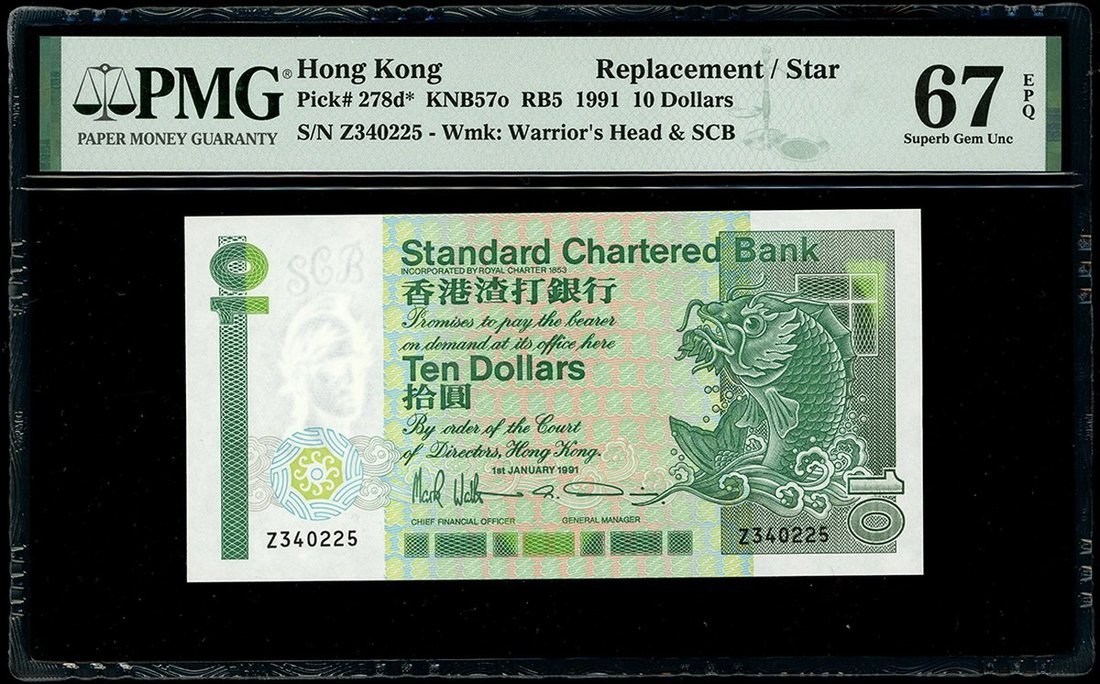 PMG®
PAPER MONEY GUARANTY
Hong Kong Replacement / Star
Pick# 278d* KNB57o RB5 1991 10 Dollars
S/N Z340225 - Wmk: Warrior's Head & SCB
67 EPQ
Superb Gem Unc
10
SCB
Standard Chartered Bank
INCORPORATED BY ROYAL CHARTER 1853
香港渣打銀行
Promises to pay the bearer
on demand at its office here
Ten Dollars
拾圓
By order of the Court
of Directors, Hong Kong.
1st JANUARY 1991
CHIEF FINANCIAL OFFICER GENERAL MANAGER
Z340225
Z340225
10
PMG